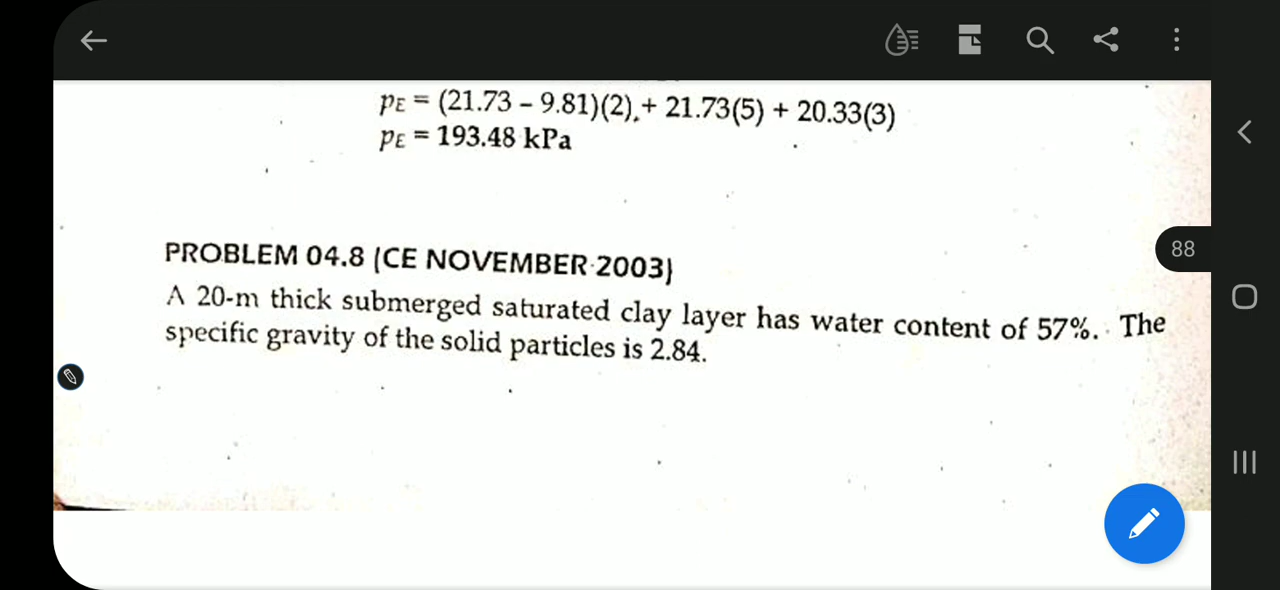 pE = (21.73 – 9.81)(2) + 21.73(5) + 20.33(3)
pE = 193.48 kPa
PROBLEM 04.8 (CE NOVEMBER 2003)
88
A 20-m thick submerged saturated clay layer has water content of 57%. The
specific gravity of the solid particles is 2.84.